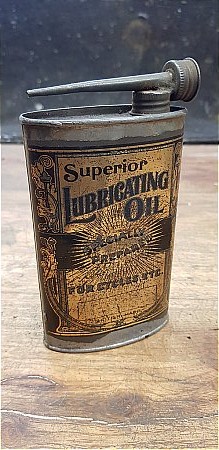 Superior
LUBRICATING
OIL
SPECIALLY
PREPARED
FOR CYCLES ETC.